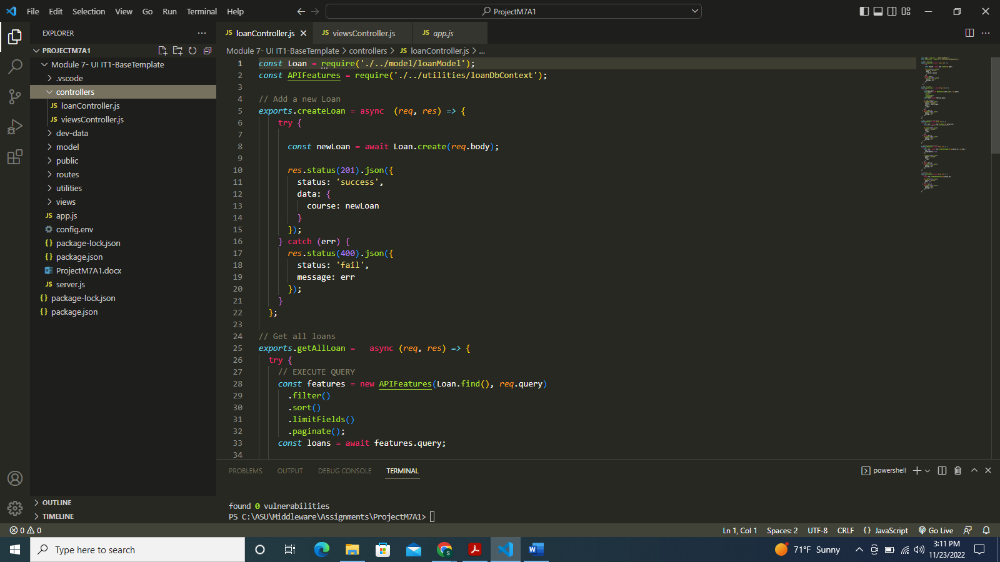 File Edit Selection View Go Run Terminal Help
ProjectM7A1
EXPLORER
PROJECTM7A1
Module 7- UI IT1-BaseTemplate
.vscode
controllers
JS loanController.js
JS viewsController.js
dev-data
model
public
routes
utilities
views
JS app.js
config.env
{} package-lock.json
{} package.json
ProjectM7A1.docx
JS server.js
{} package-lock.json
{} package.json
OUTLINE
TIMELINE
JS loanController.js JS viewsController.js JS app.js
Module 7- UI IT1-BaseTemplate > controllers > JS loanController.js > ...
1 const Loan = require('./../model/loanModel');
2 const APIFeatures = require('./../utilities/loanDbContext');
3
4 // Add a new Loan
5 exports.createLoan = async (req, res) => {
6 try {
7
8 const newLoan = await Loan.create(req.body);
9
10 res.status(201).json({
11 status: 'success',
12 data: {
13 course: newLoan
14 }
15 });
16 } catch (err) {
17 res.status(400).json({
18 status: 'fail',
19 message: err
20 });
21 }
22 };
23
24 // Get all loans
25 exports.getAllLoan = async (req, res) => {
26 try {
27 // EXECUTE QUERY
28 const features = new APIFeatures(Loan.find(), req.query)
29 .filter()
30 .sort()
31 .limitFields()
32 .paginate();
33 const loans = await features.query;
34
PROBLEMS OUTPUT DEBUG CONSOLE TERMINAL
powershell
found 0 vulnerabilities
PS C:\ASU\Middleware\Assignments\ProjectM7A1>
0 0
Ln 1, Col 1 Spaces: 2 UTF-8 CRLF {} JavaScript Go Live
Type here to search
71°F Sunny
3:11 PM
11/23/2022